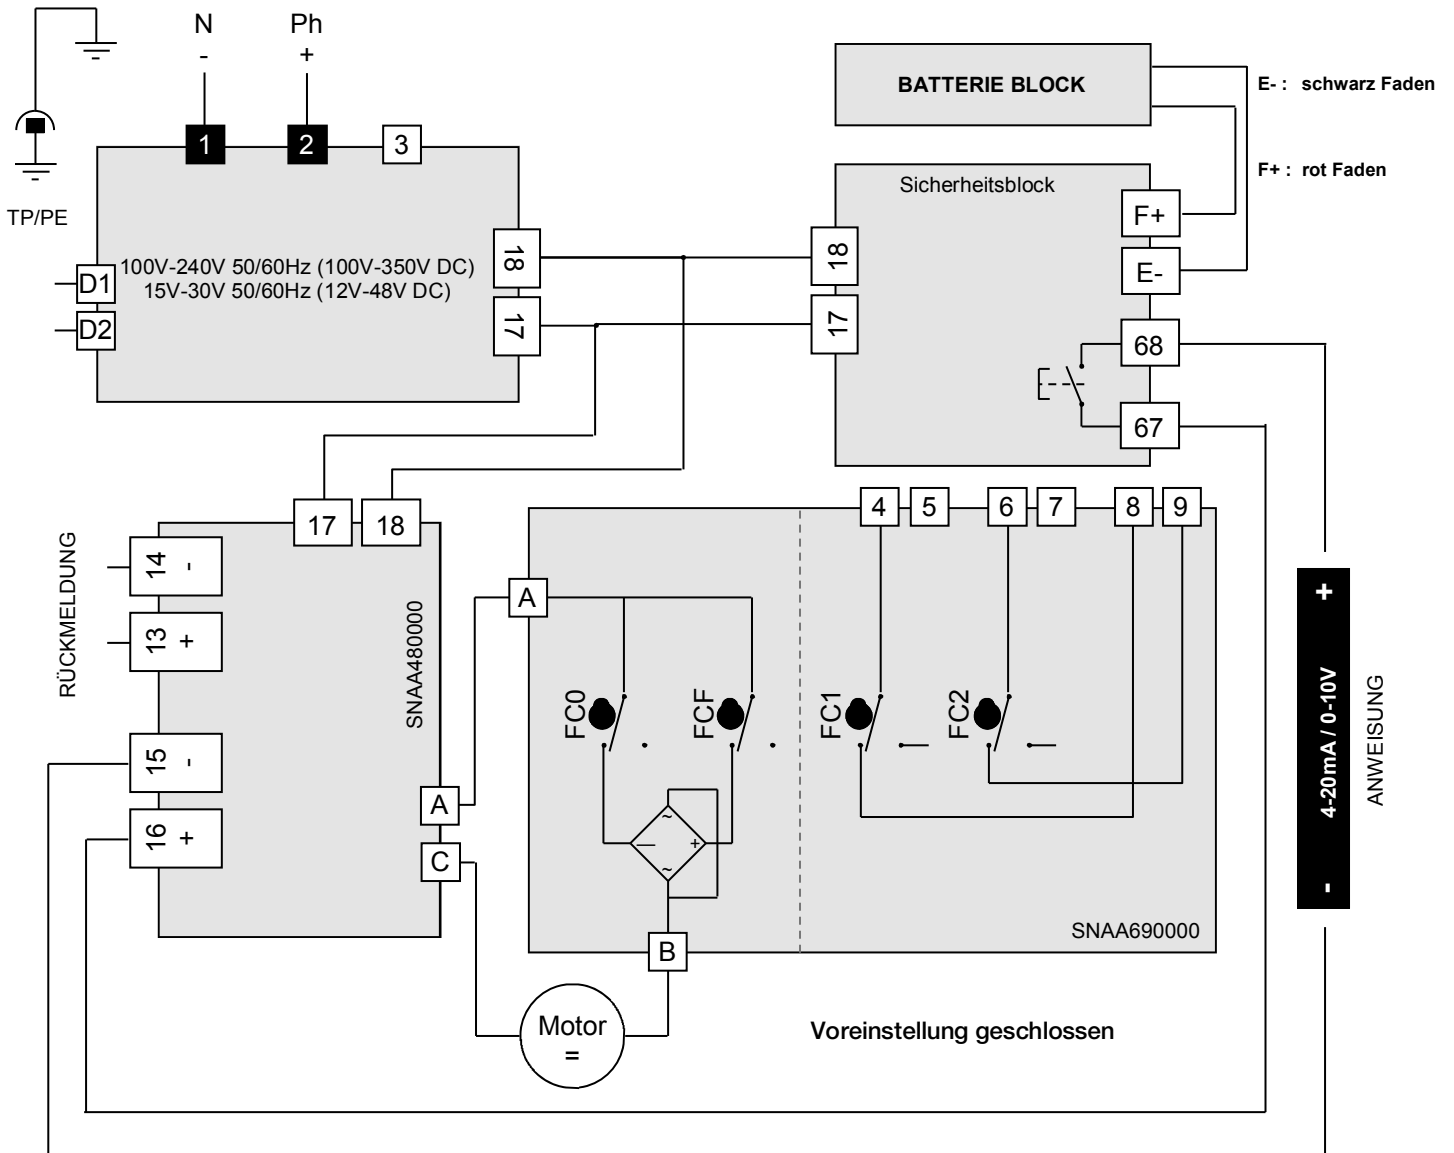 N
Ph
-
+
TP/PE
1
2
3
D1
D2
100V-240V 50/60Hz (100V-350V DC)
15V-30V 50/60Hz (12V-48V DC)
18
17
BATTERIE BLOCK
E- : schwarz Faden
F+ : rot Faden
Sicherheitsblock
18
17
F+
E-
68
67
17
18
RÜCKMELDUNG
14 -
13 +
15 -
16 +
SNAA480000
A
C
A
4
5
6
7
8
9
FC0
FCF
FC1
FC2
~
—
+
~
B
SNAA690000
Motor
=
Voreinstellung geschlossen
+
4-20mA / 0-10V
-
ANWEISUNG